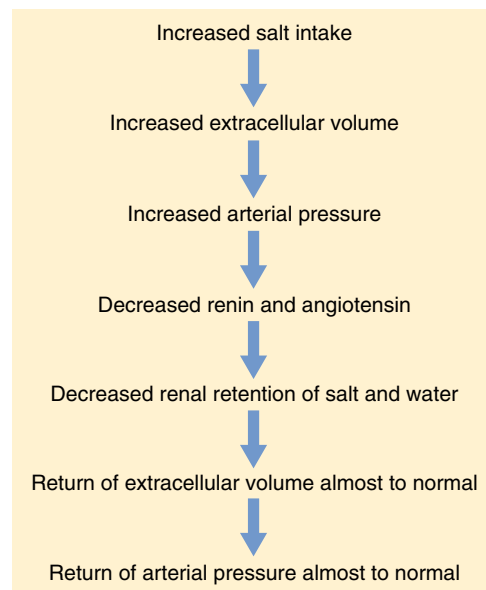 Increased salt intake
Increased extracellular volume
Increased arterial pressure
Decreased renin and angiotensin
Decreased renal retention of salt and water
Return of extracellular volume almost to normal
Return of arterial pressure almost to normal